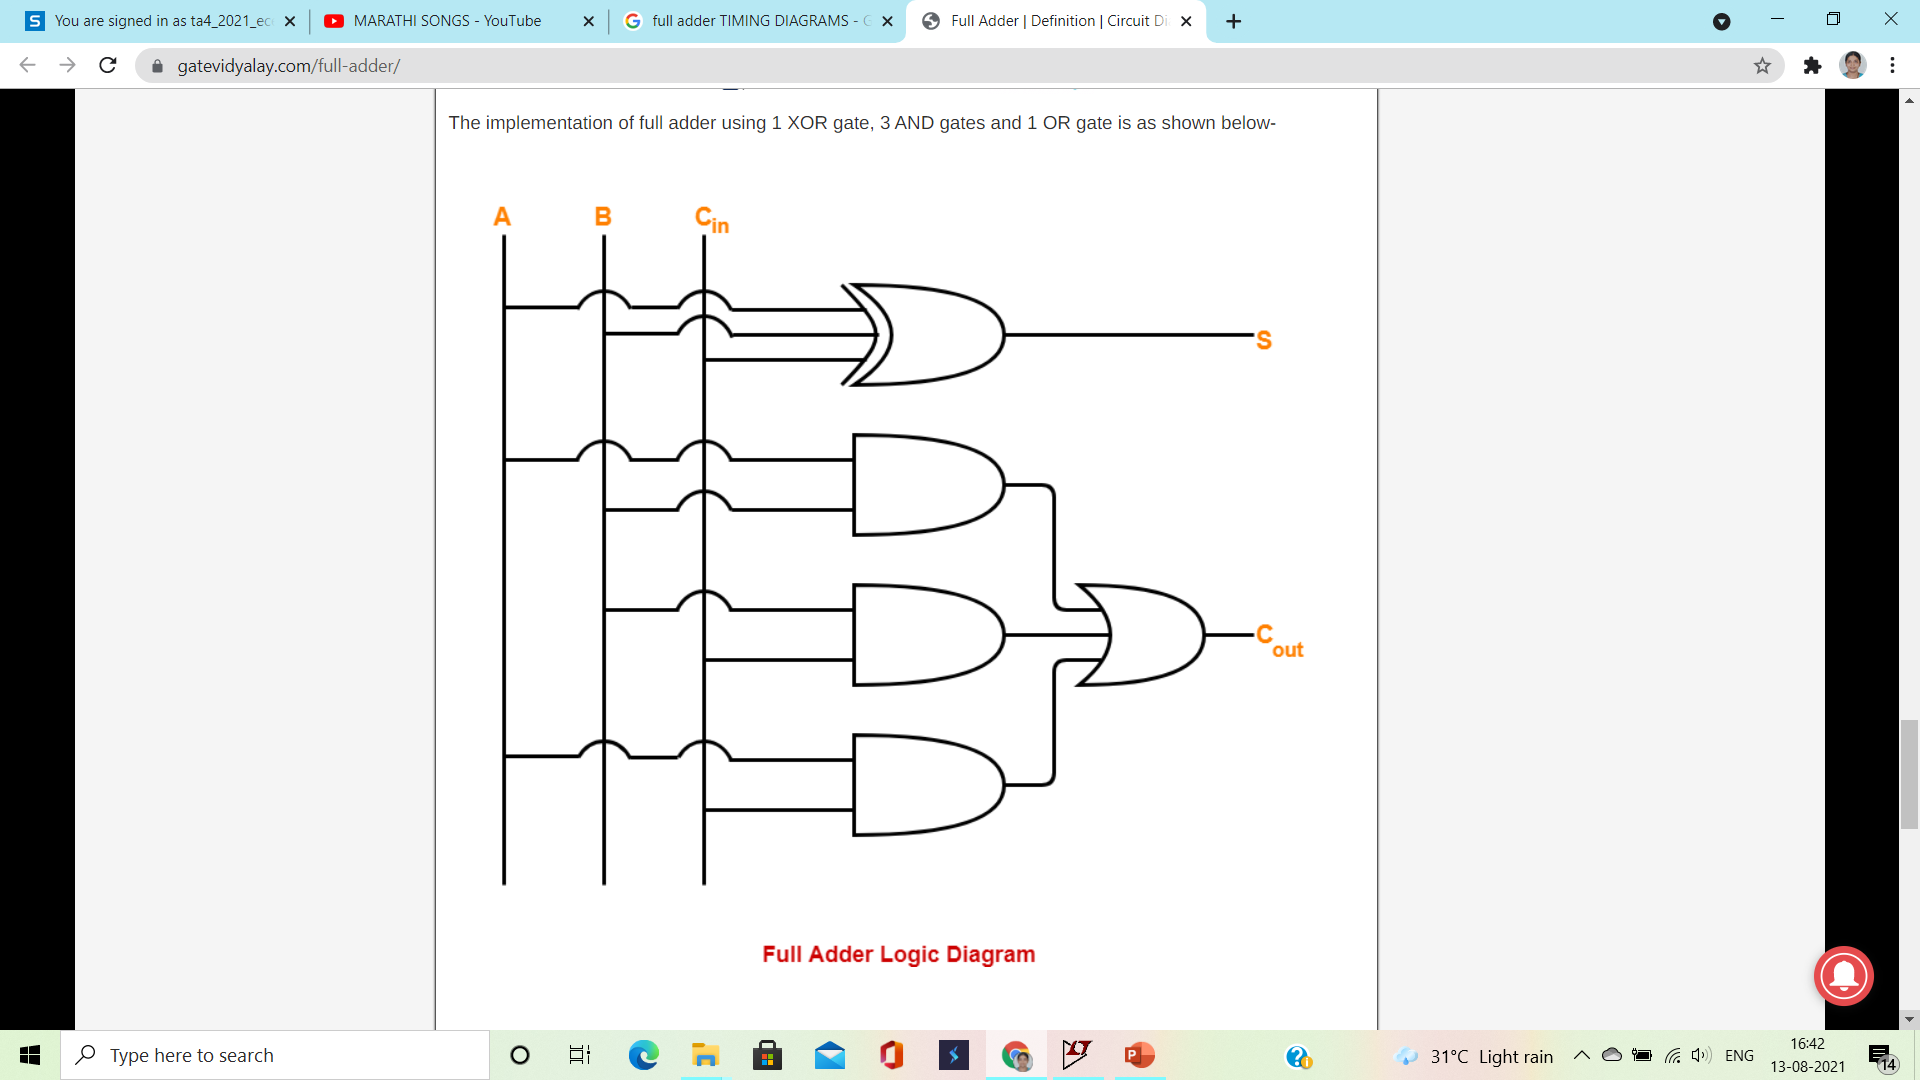 You are signed in as ta4_2021_ec
MARATHI SONGS - YouTube
full adder TIMING DIAGRAMS - G
Full Adder | Definition | Circuit Di
gatevidyalay.com/full-adder/
The implementation of full adder using 1 XOR gate, 3 AND gates and 1 OR gate is as shown below-
A B Cin
S
Cout
Full Adder Logic Diagram
Type here to search
31°C Light rain
ENG
16:42
13-08-2021
14